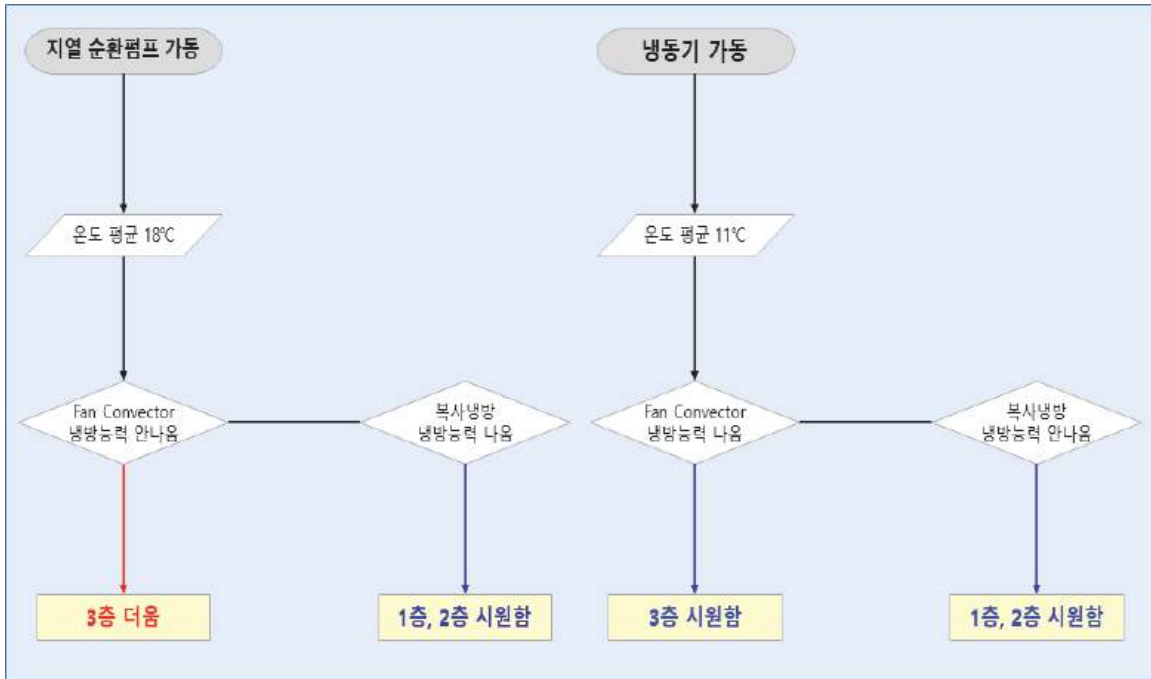 지열 순환펌프 가동
냉동기 가동
온도 평균 18℃
온도 평균 11℃
Fan Convector
냉방능력 안나옴
복사냉방
냉방능력 나옴
Fan Convector
냉방능력 나옴
복사냉방
냉방능력 안나옴
3층 더움
1층, 2층 시원함
3층 시원함
1층, 2층 시원함